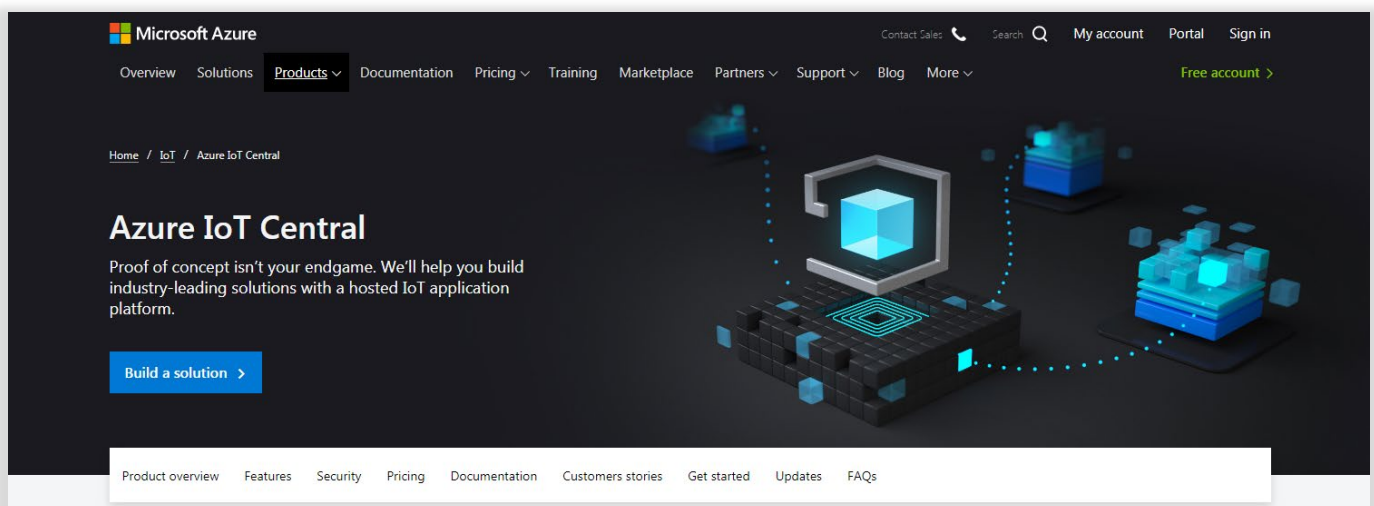 Microsoft Azure
Contact Sales
Search
My account
Portal
Sign in
Overview
Solutions
Products
Documentation
Pricing
Training
Marketplace
Partners
Support
Blog
More
Free account
Home / IoT / Azure IoT Central
Azure IoT Central
Proof of concept isn't your endgame. We'll help you build
industry-leading solutions with a hosted IoT application
platform.
Build a solution
Product overview
Features
Security
Pricing
Documentation
Customers stories
Get started
Updates
FAQs